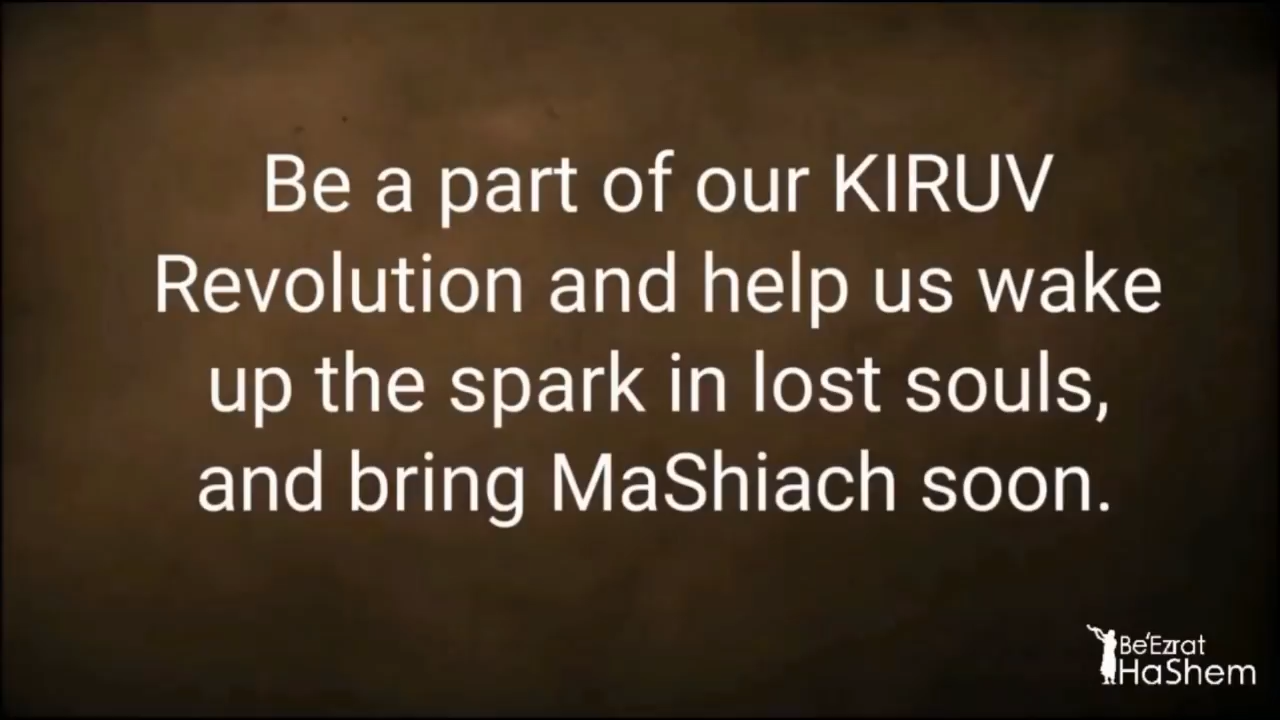 Be a part of our KIRUV
Revolution and help us wake
up the spark in lost souls,
and bring MaShiach soon.
Be'Ezrat
HaShem